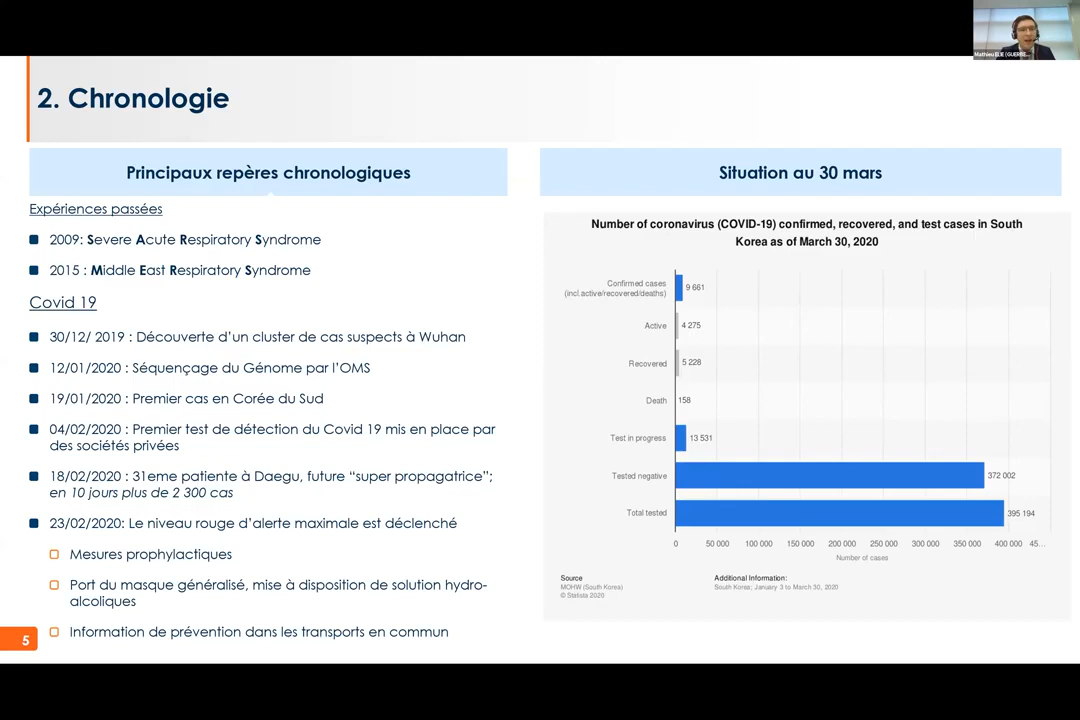 Mathieu ELIE (GUERRE...
2. Chronologie
Principaux repères chronologiques
Expériences passées
2009: Severe Acute Respiratory Syndrome
2015 : Middle East Respiratory Syndrome
Covid 19
30/12/ 2019 : Découverte d’un cluster de cas suspects à Wuhan
12/01/2020 : Séquençage du Génome par l’OMS
19/01/2020 : Premier cas en Corée du Sud
04/02/2020 : Premier test de détection du Covid 19 mis en place par
des sociétés privées
18/02/2020 : 31eme patiente à Daegu, future “super propagatrice”;
en 10 jours plus de 2 300 cas
23/02/2020: Le niveau rouge d’alerte maximale est déclenché
Mesures prophylactiques
Port du masque généralisé, mise à disposition de solution hydro-
alcoliques
Information de prévention dans les transports en commun
5
Situation au 30 mars
Number of coronavirus (COVID-19) confirmed, recovered, and test cases in South
Korea as of March 30, 2020
Confirmed cases
(incl.active/recovered/deaths)
9 661
Active
4 275
Recovered
5 228
Death
158
Test in progress
13 531
Tested negative
372 002
Total tested
395 194
0 50 000 100 000 150 000 200 000 250 000 300 000 350 000 400 000 45…
Number of cases
Source
MOHW (South Korea)
© Statista 2020
Additional Information:
South Korea; January 3 to March 30, 2020